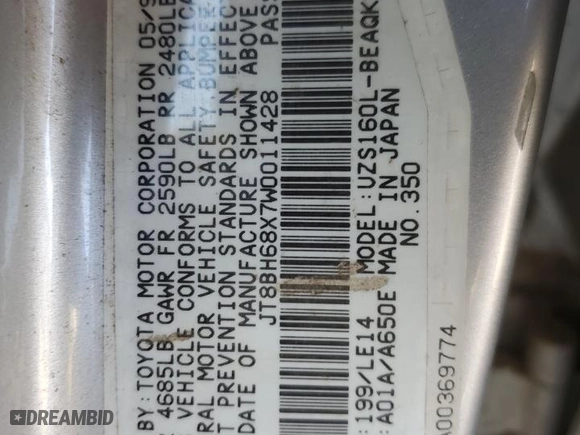 BY: TOYOTA MOTOR CORPORATION 05/9
4685LB GAWR FR 2590LB RR 2480LB
VEHICLE CONFORMS TO ALL APPLICA
RAL MOTOR VEHICLE SAFETY, BUMPER
T PREVENTION STANDARDS IN EFFECT
DATE OF MANUFACTURE SHOWN ABOVE
JT8BH68X7W0011428 PAS
: 199/LE14 MODEL: UZS160L-BEAQK
: A01A/A650E MADE IN JAPAN
NO. 350
A00369774
DREAMBID